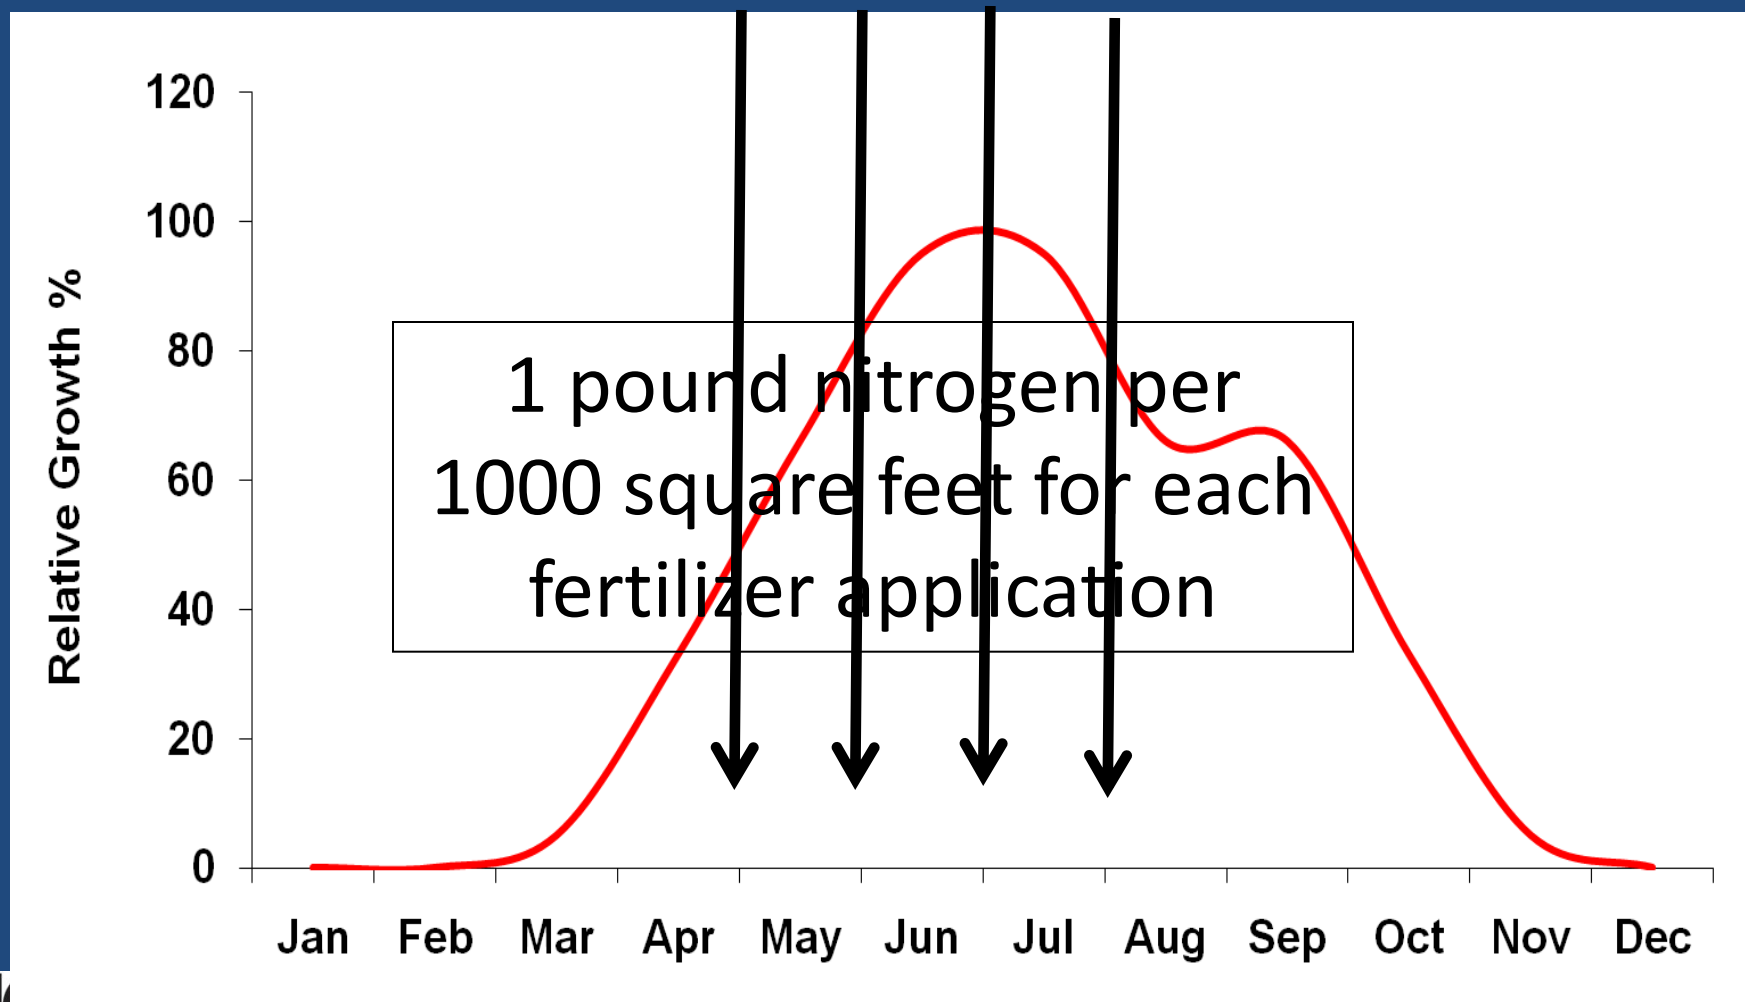 120
100
80
60
40
20
0
Relative Growth %
1 pound nitrogen per
1000 square feet for each
fertilizer application
Jan Feb Mar Apr May Jun Jul Aug Sep Oct Nov Dec